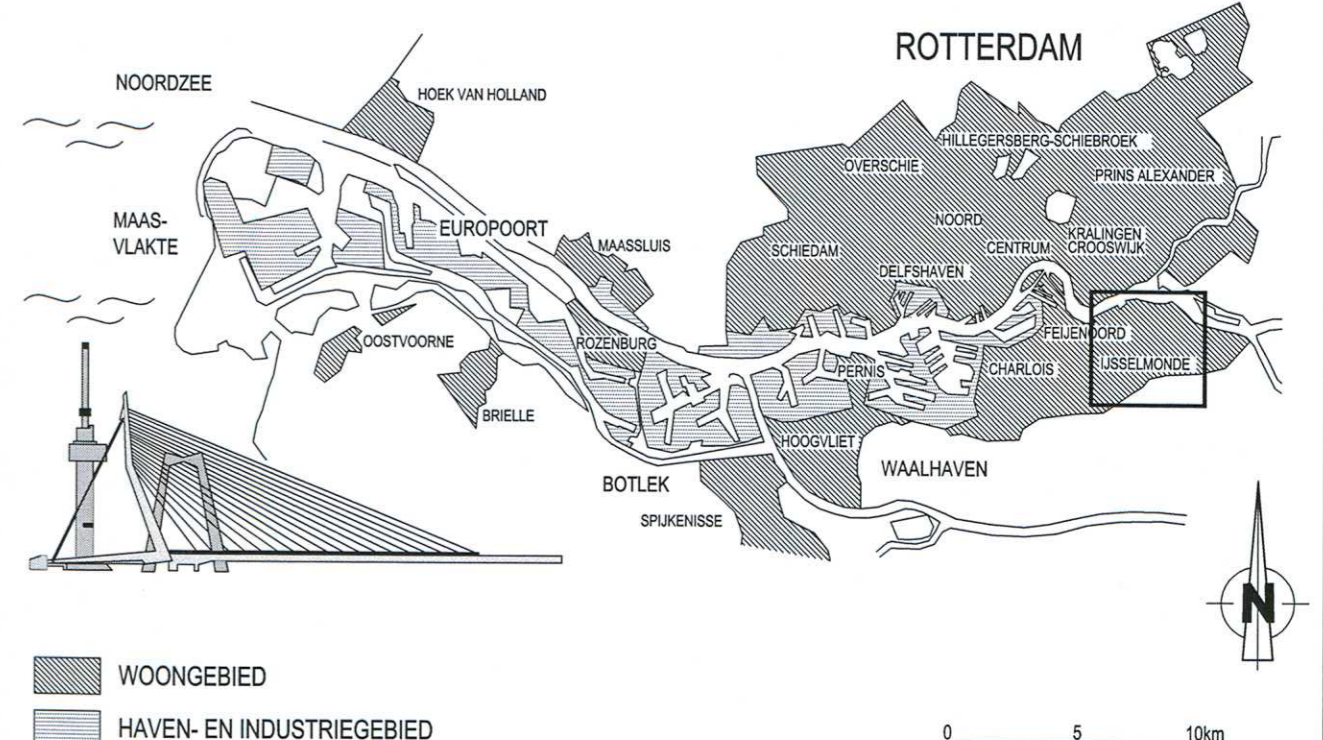 ROTTERDAM
NOORDZEE
HOEK VAN HOLLAND
HILLEGERSBERG-SCHIEBROEK
OVERSCHIE
PRINS ALEXANDER
MAAS-
VLAKTE
EUROPOORT
NOORD
MAASSLUIS
SCHIEDAM
CENTRUM
KRALINGEN
CROOSWIJK
DELFSHAVEN
OOSTVOORNE
ROZENBURG
FEIJENOORD
PERNIS
CHARLOIS
IJSSELMONDE
BRIELLE
HOOGVLIET
WAALHAVEN
BOTLEK
SPIJKENISSE
N
WOONGEBIED
HAVEN- EN INDUSTRIEGEBIED
0 5 10km